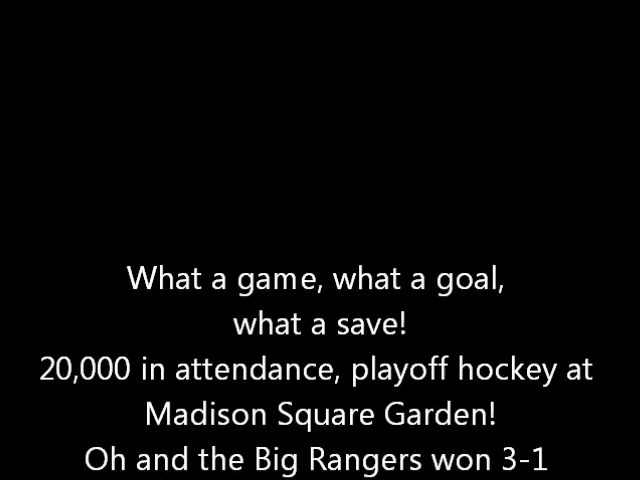 What a game, what a goal,
what a save!
20,000 in attendance, playoff hockey at
Madison Square Garden!
Oh and the Big Rangers won 3-1